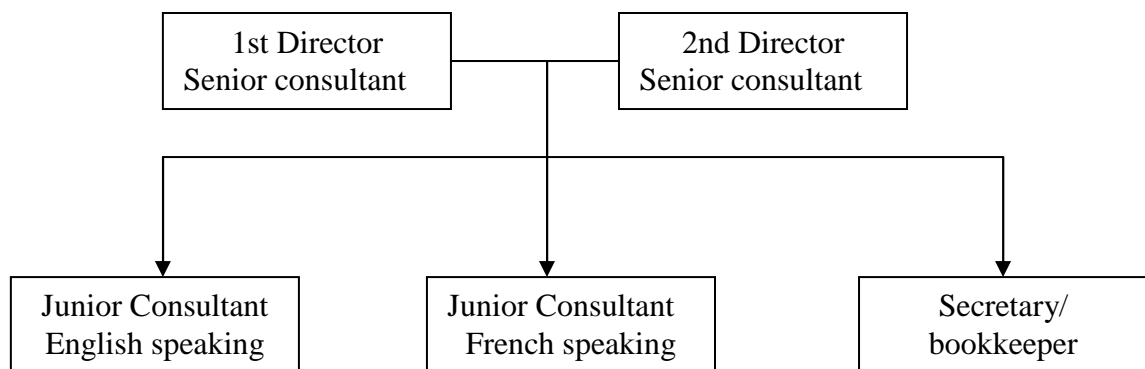 1st Director
Senior consultant
2nd Director
Senior consultant
Junior Consultant
English speaking
Junior Consultant
French speaking
Secretary/
bookkeeper